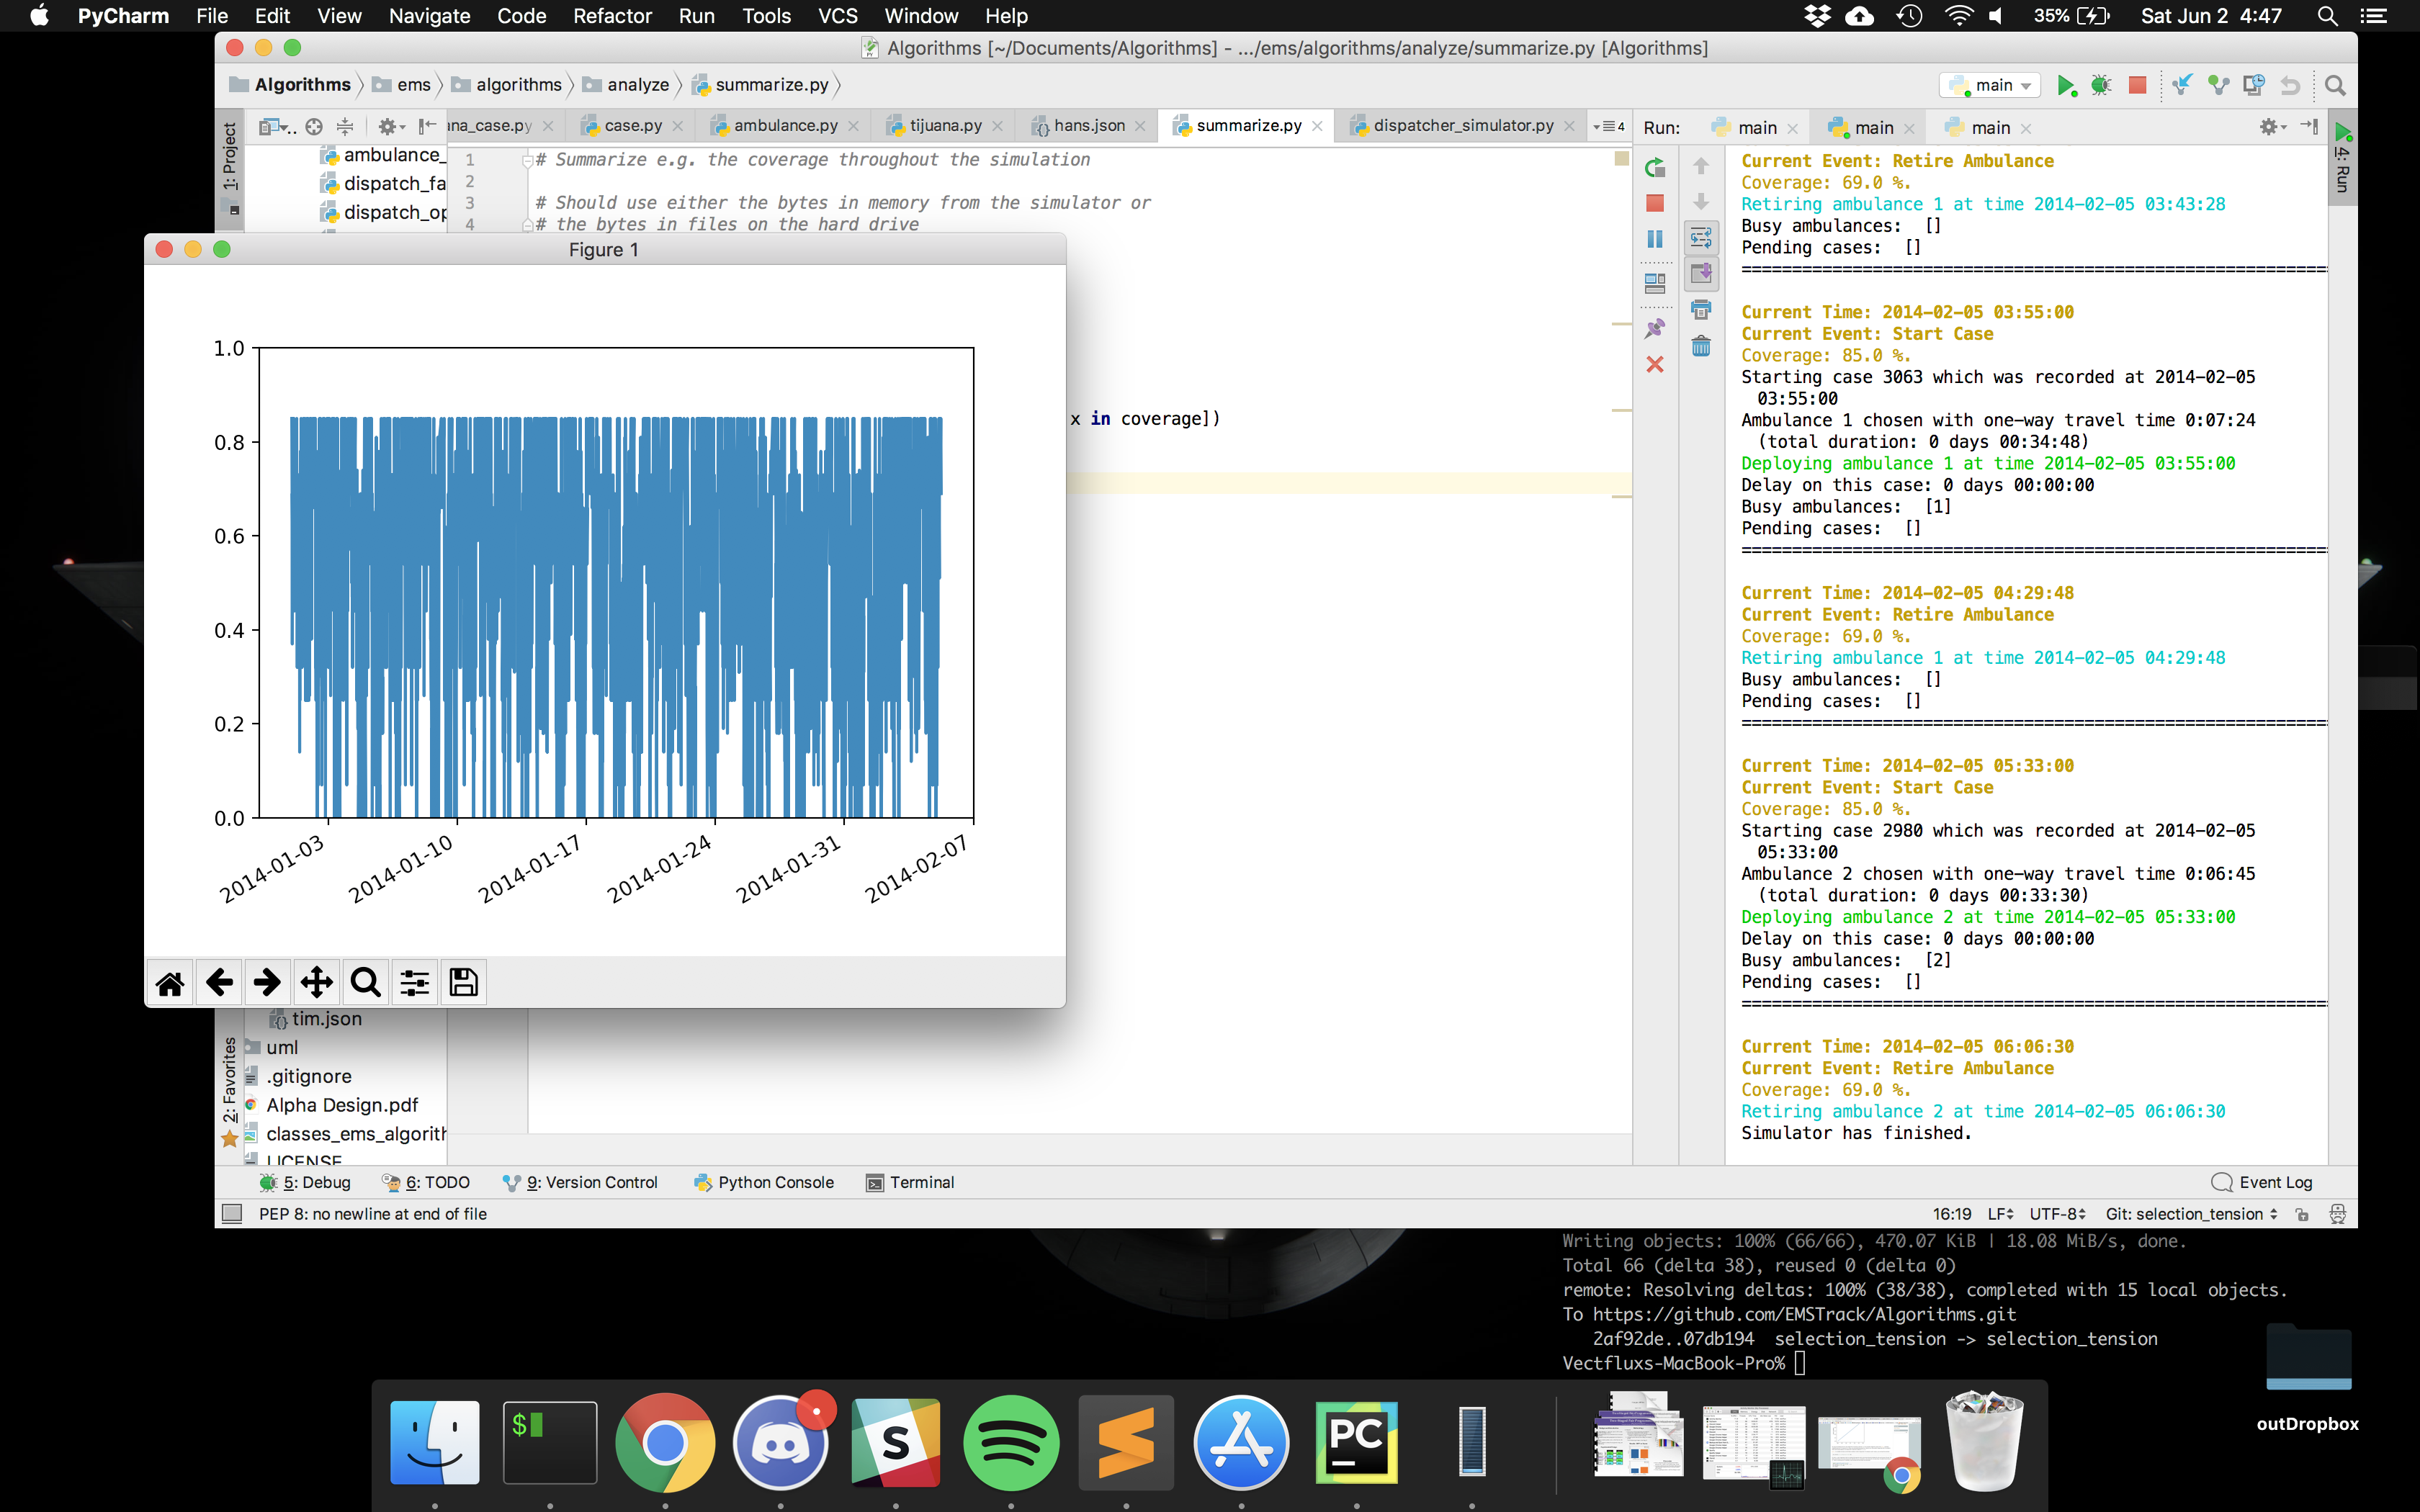 PyCharm File Edit View Navigate Code Refactor Run Tools VCS Window Help
35% Sat Jun 2 4:47
Algorithms [~/Documents/Algorithms] - .../ems/algorithms/analyze/summarize.py [Algorithms]
Algorithms ems algorithms analyze summarize.py
main
ana_case.py case.py ambulance.py tijuana.py hans.json summarize.py dispatcher_simulator.py 4
Run: main main main
1: Project
4: Run
ambulance_
dispatch_fa
dispatch_op
1 # Summarize e.g. the coverage throughout the simulation
2
3 # Should use either the bytes in memory from the simulator or
4 # the bytes in files on the hard drive
x in coverage])
Figure 1
1.0
0.8
0.6
0.4
0.2
0.0
2014-01-03
2014-01-10
2014-01-17
2014-01-24
2014-01-31
2014-02-07
tim.json
uml
.gitignore
Alpha Design.pdf
classes_ems_algorith
LICENSE
2: Favorites
Current Event: Retire Ambulance
Coverage: 69.0 %.
Retiring ambulance 1 at time 2014-02-05 03:43:28
Busy ambulances: []
Pending cases: []
Current Time: 2014-02-05 03:55:00
Current Event: Start Case
Coverage: 85.0 %.
Starting case 3063 which was recorded at 2014-02-05
03:55:00
Ambulance 1 chosen with one-way travel time 0:07:24
(total duration: 0 days 00:34:48)
Deploying ambulance 1 at time 2014-02-05 03:55:00
Delay on this case: 0 days 00:00:00
Busy ambulances: [1]
Pending cases: []
Current Time: 2014-02-05 04:29:48
Current Event: Retire Ambulance
Coverage: 69.0 %.
Retiring ambulance 1 at time 2014-02-05 04:29:48
Busy ambulances: []
Pending cases: []
Current Time: 2014-02-05 05:33:00
Current Event: Start Case
Coverage: 85.0 %.
Starting case 2980 which was recorded at 2014-02-05
05:33:00
Ambulance 2 chosen with one-way travel time 0:06:45
(total duration: 0 days 00:33:30)
Deploying ambulance 2 at time 2014-02-05 05:33:00
Delay on this case: 0 days 00:00:00
Busy ambulances: [2]
Pending cases: []
Current Time: 2014-02-05 06:06:30
Current Event: Retire Ambulance
Coverage: 69.0 %.
Retiring ambulance 2 at time 2014-02-05 06:06:30
Simulator has finished.
5: Debug 6: TODO 9: Version Control Python Console Terminal Event Log
PEP 8: no newline at end of file 16:19 LF UTF-8 Git: selection_tension
Writing objects: 100% (66/66), 470.07 KiB | 18.08 MiB/s, done.
Total 66 (delta 38), reused 0 (delta 0)
remote: Resolving deltas: 100% (38/38), completed with 15 local objects.
To https://github.com/EMSTrack/Algorithms.git
2af92de..07db194 selection_tension -> selection_tension
Vectfluxs-MacBook-Pro%
outDropbox
$
S
PC